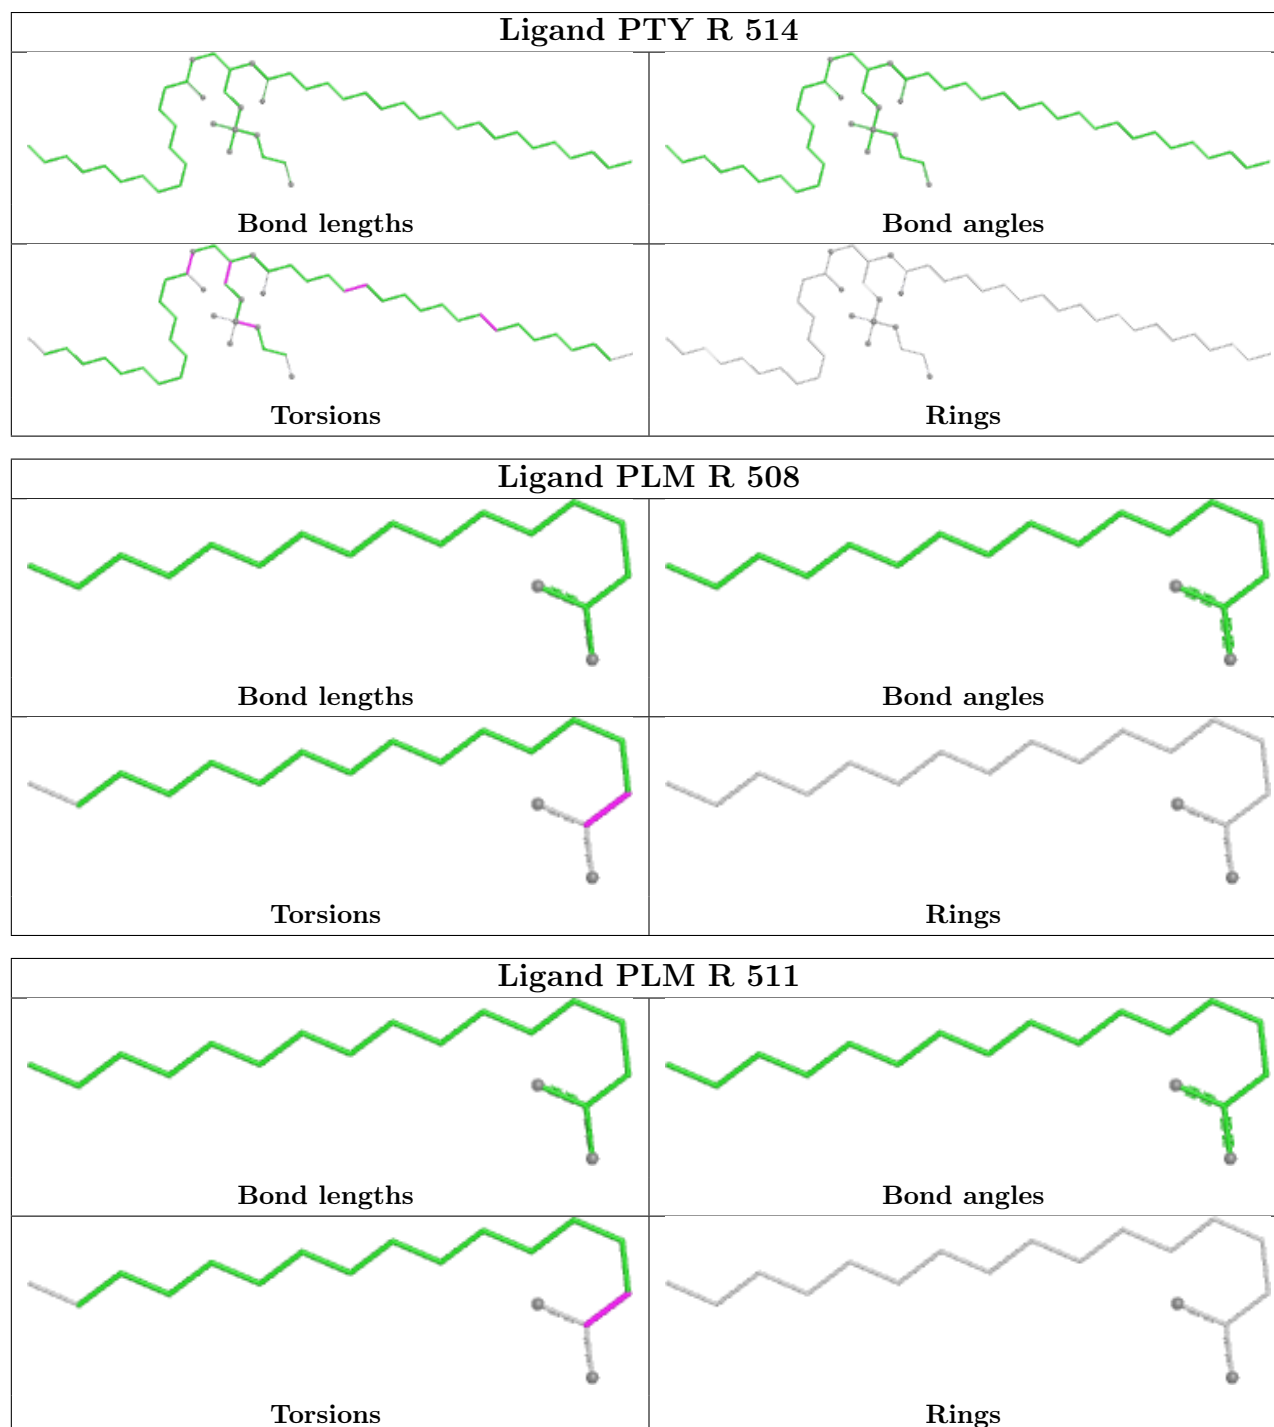 Ligand PTY R 514
Bond lengths
Bond angles
Torsions
Rings
Ligand PLM R 508
Bond lengths
Bond angles
Torsions
Rings
Ligand PLM R 511
Bond lengths
Bond angles
Torsions
Rings